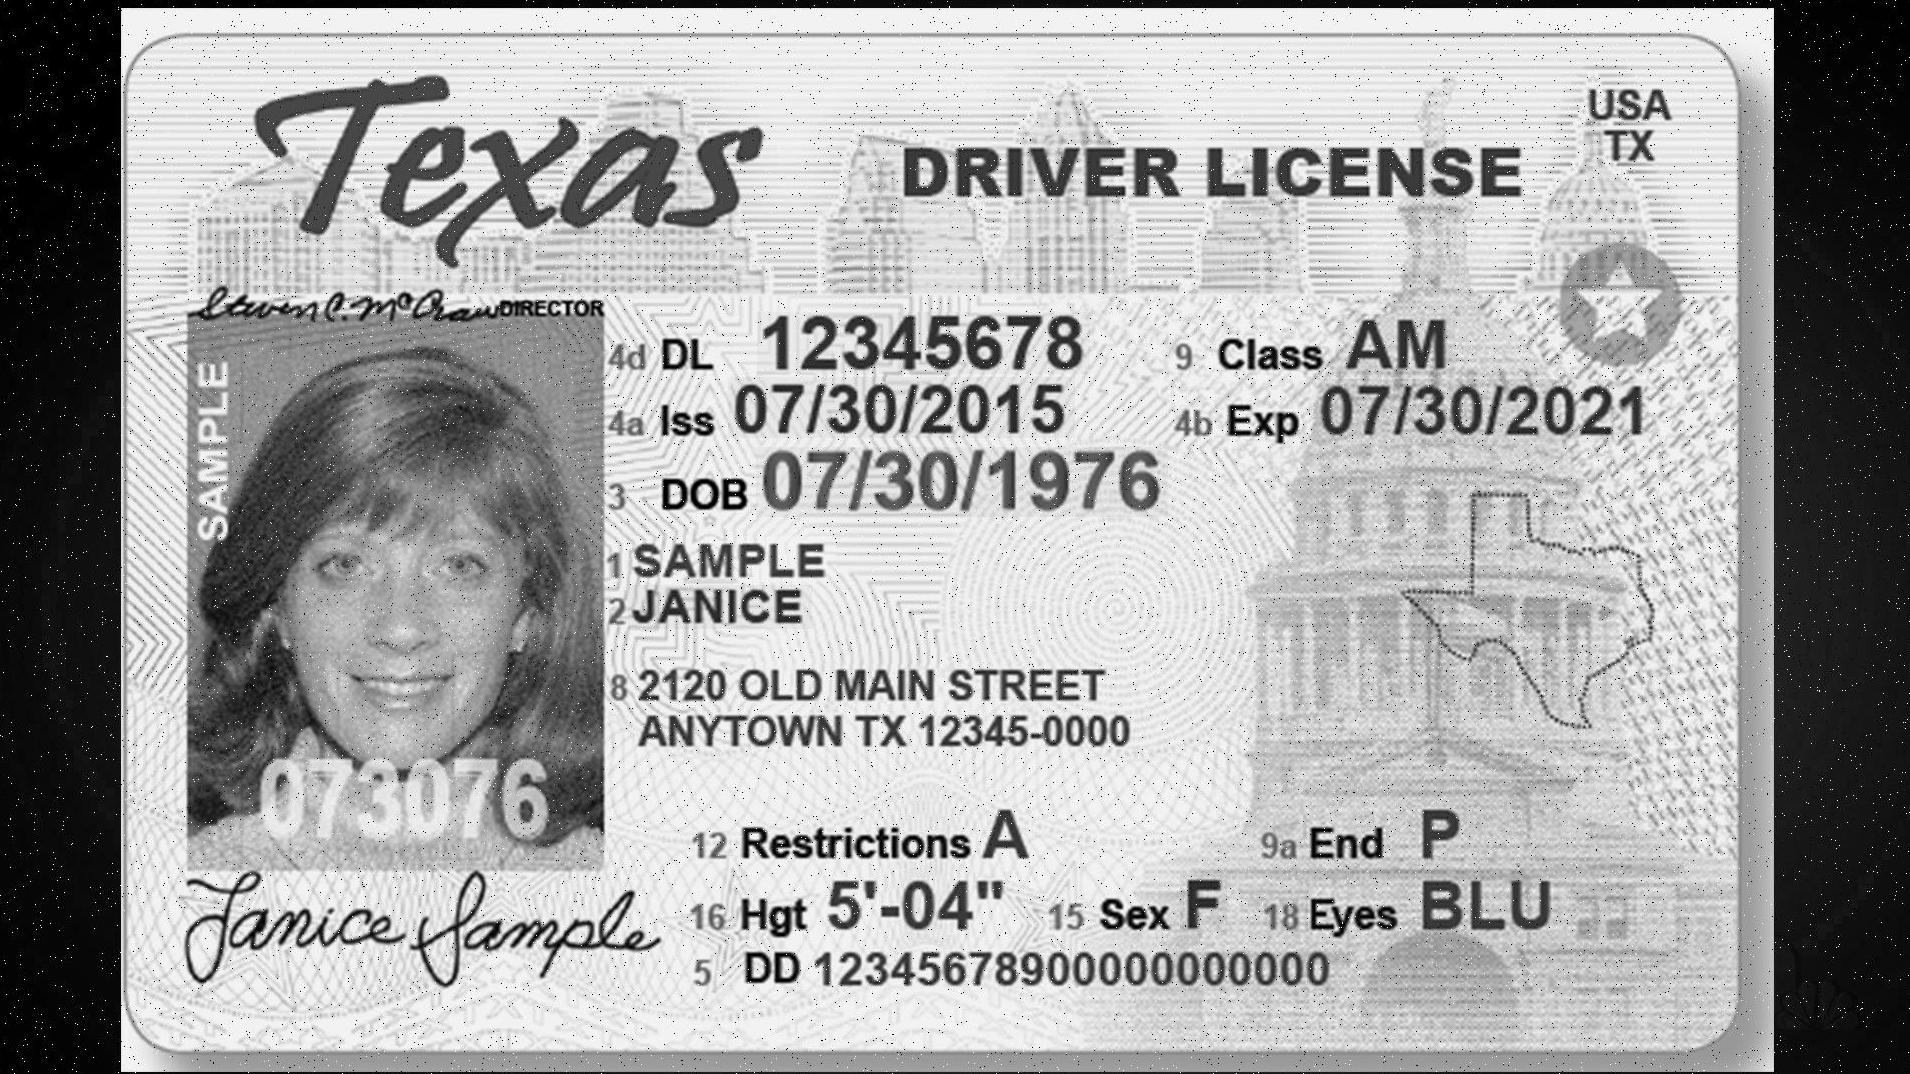 Texas
DRIVER LICENSE
USA
TX
Steven C. McCraw DIRECTOR
SAMPLE
4d DL 12345678 9 Class AM
4a Iss 07/30/2015 4b Exp 07/30/2021
3 DOB 07/30/1976
1 SAMPLE
2 JANICE
8 2120 OLD MAIN STREET
ANYTOWN TX 12345-0000
073076
12 Restrictions A 9a End P
16 Hgt 5'-04" 15 Sex F 18 Eyes BLU
Janice Sample
5 DD 12345678900000000000